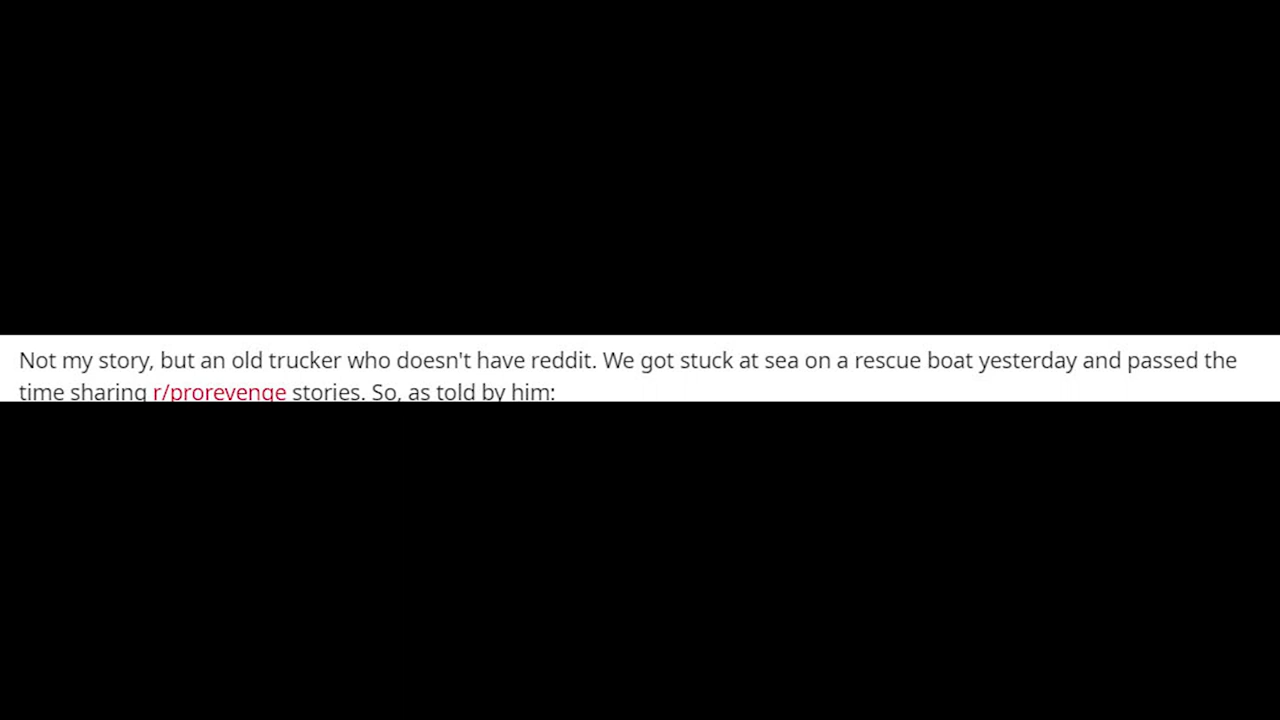 Not my story, but an old trucker who doesn't have reddit. We got stuck at sea on a rescue boat yesterday and passed the
time sharing r/prorevenge stories. So, as told by him: